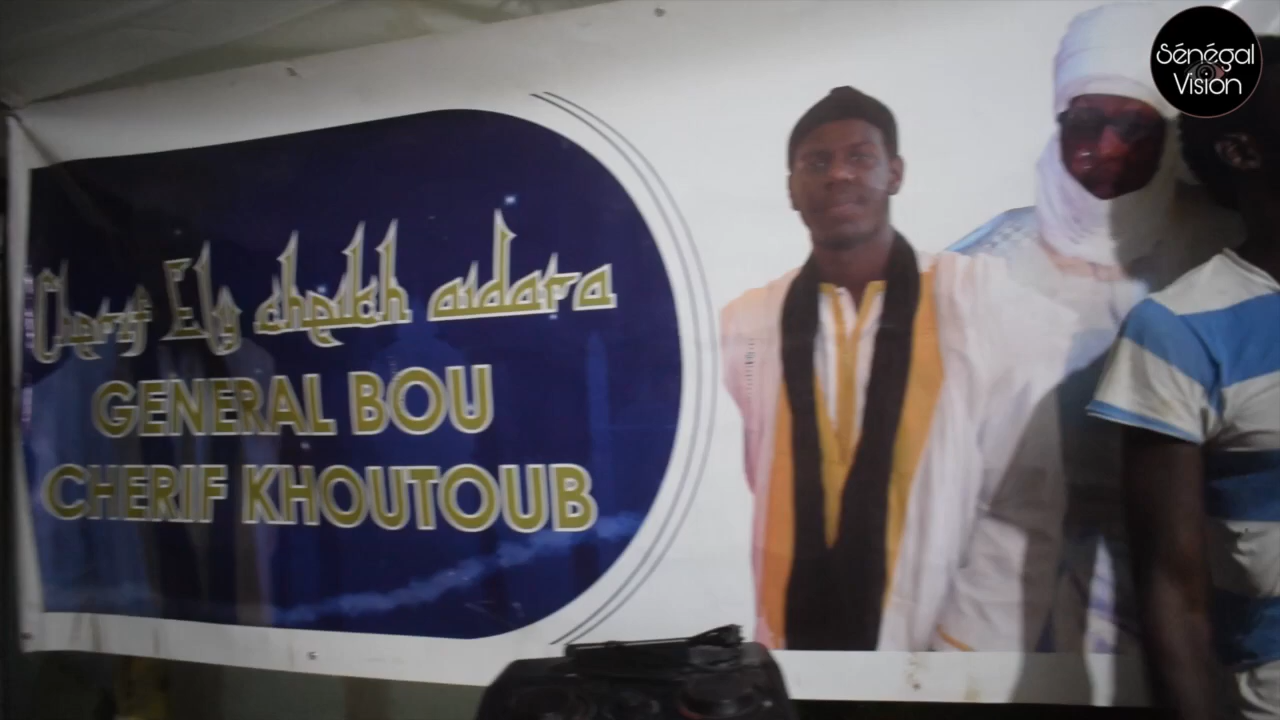 Cherif Ely cheikh aidara
GENERAL BOU
CHERIF KHOUTOUB
Sénégal
Vision